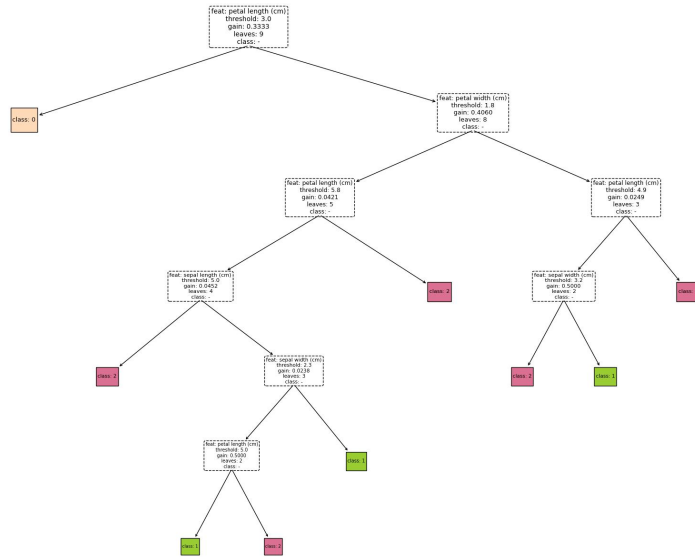 feat: petal length (cm)
threshold: 3.0
gain: 0.3333
leaves: 9
class: -
class: 0
feat: petal width (cm)
threshold: 1.8
gain: 0.4060
leaves: 8
class: -
feat: petal length (cm)
threshold: 5.8
gain: 0.0421
leaves: 5
class: -
feat: petal length (cm)
threshold: 4.9
gain: 0.0249
leaves: 3
class: -
feat: sepal length (cm)
threshold: 5.0
gain: 0.0452
leaves: 4
class: -
class: 2
feat: sepal width (cm)
threshold: 3.2
gain: 0.5000
leaves: 2
class: -
class:
class: 2
feat: sepal width (cm)
threshold: 2.3
gain: 0.0238
leaves: 3
class: -
class: 2
class: 1
feat: petal length (cm)
threshold: 5.0
gain: 0.5000
leaves: 2
class: -
class: 1
class: 1
class: 2